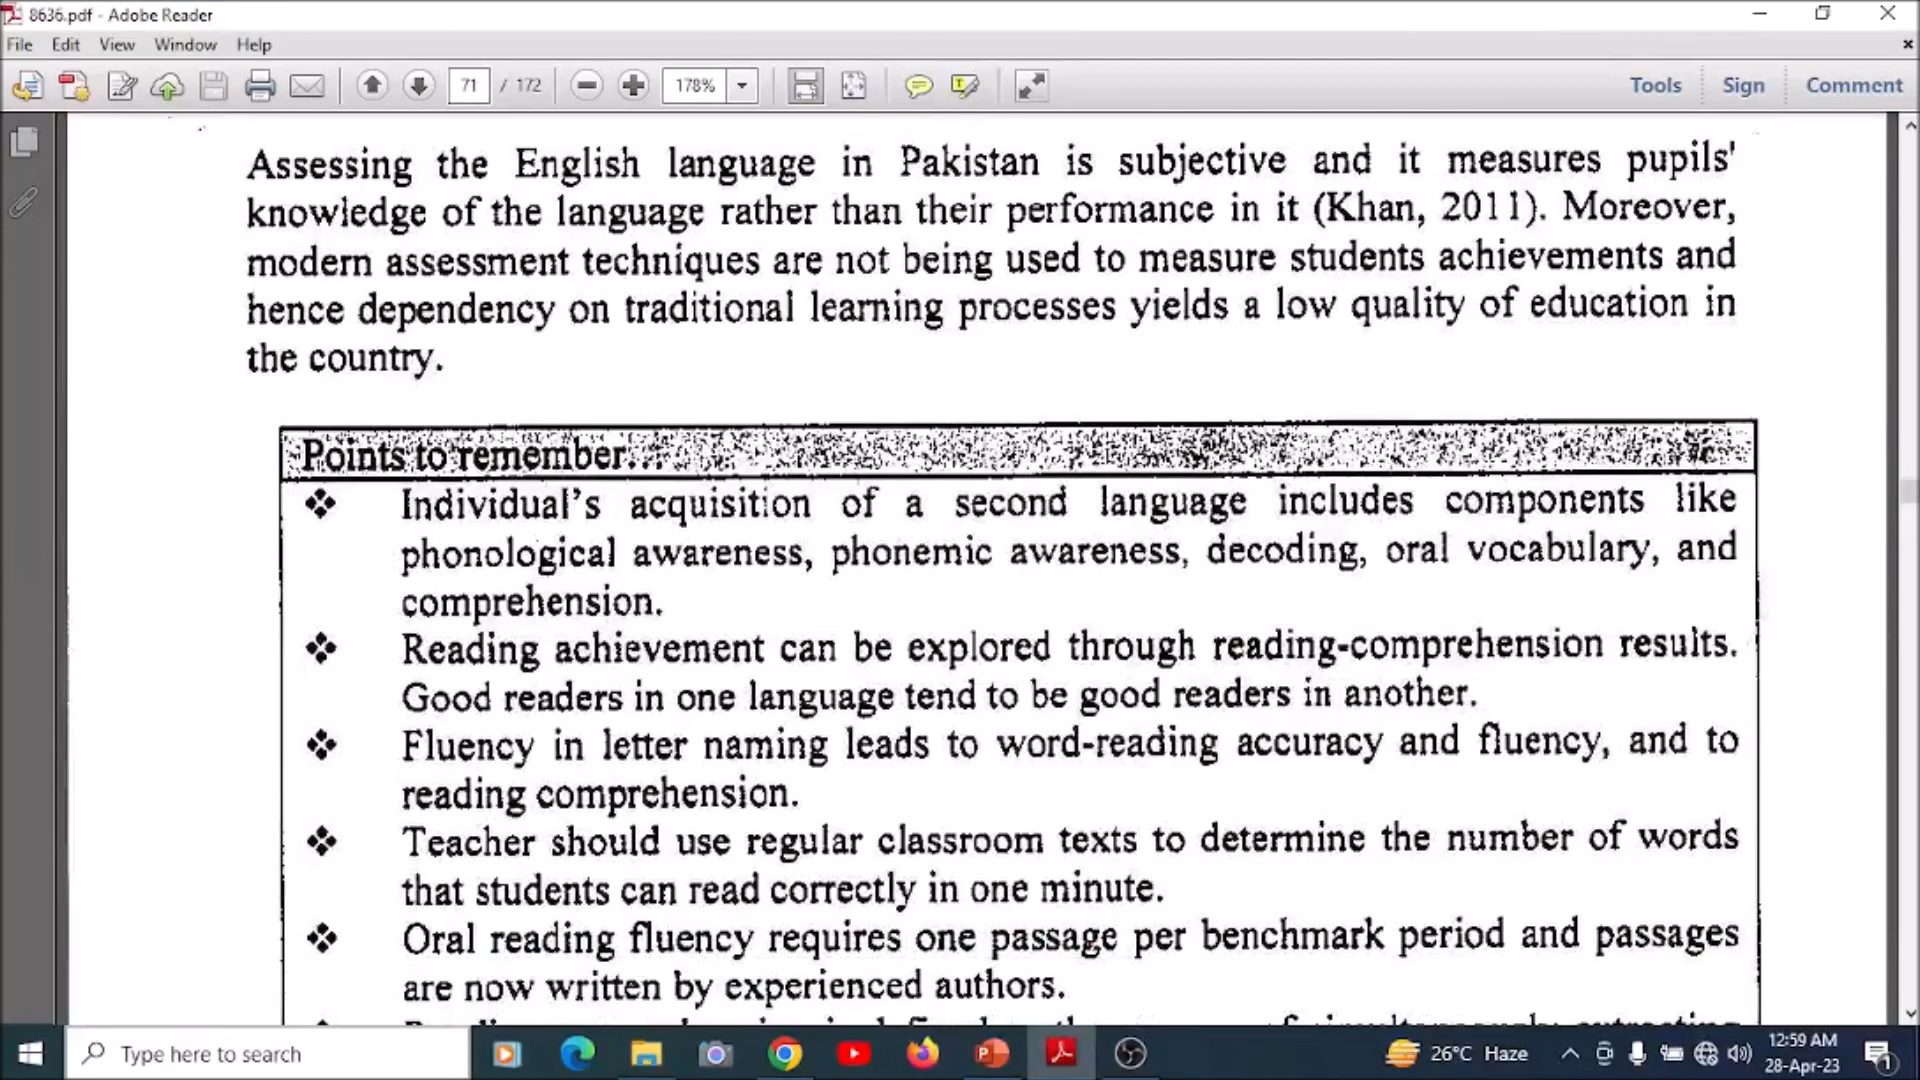 8636.pdf - Adobe Reader
File Edit View Window Help
71 / 172 178% Tools Sign Comment
Assessing the English language in Pakistan is subjective and it measures pupils'
knowledge of the language rather than their performance in it (Khan, 2011). Moreover,
modern assessment techniques are not being used to measure students achievements and
hence dependency on traditional learning processes yields a low quality of education in
the country.
Points to remember...
❖ Individual's acquisition of a second language includes components like
phonological awareness, phonemic awareness, decoding, oral vocabulary, and
comprehension.
❖ Reading achievement can be explored through reading-comprehension results.
Good readers in one language tend to be good readers in another.
❖ Fluency in letter naming leads to word-reading accuracy and fluency, and to
reading comprehension.
❖ Teacher should use regular classroom texts to determine the number of words
that students can read correctly in one minute.
❖ Oral reading fluency requires one passage per benchmark period and passages
are now written by experienced authors.
Type here to search
26°C Haze
12:59 AM
28-Apr-23
1